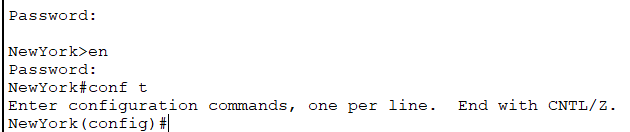 Password:
NewYork>en
Password:
NewYork#conf t
Enter configuration commands, one per line.  End with CNTL/Z.
NewYork(config)#